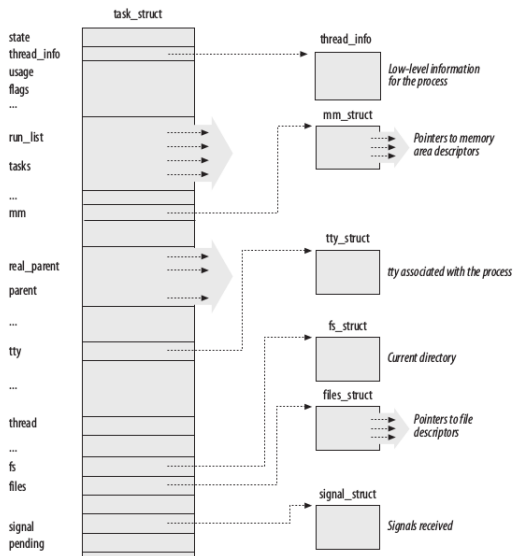 task_struct
state
thread_info
usage
flags
...
run_list
tasks
...
mm
real_parent
parent
...
tty
...
thread
...
fs
files
signal
pending
thread_info
Low-level information
for the process
mm_struct
Pointers to memory
area descriptors
tty_struct
tty associated with the process
fs_struct
Current directory
files_struct
Pointers to file
descriptors
signal_struct
Signals received